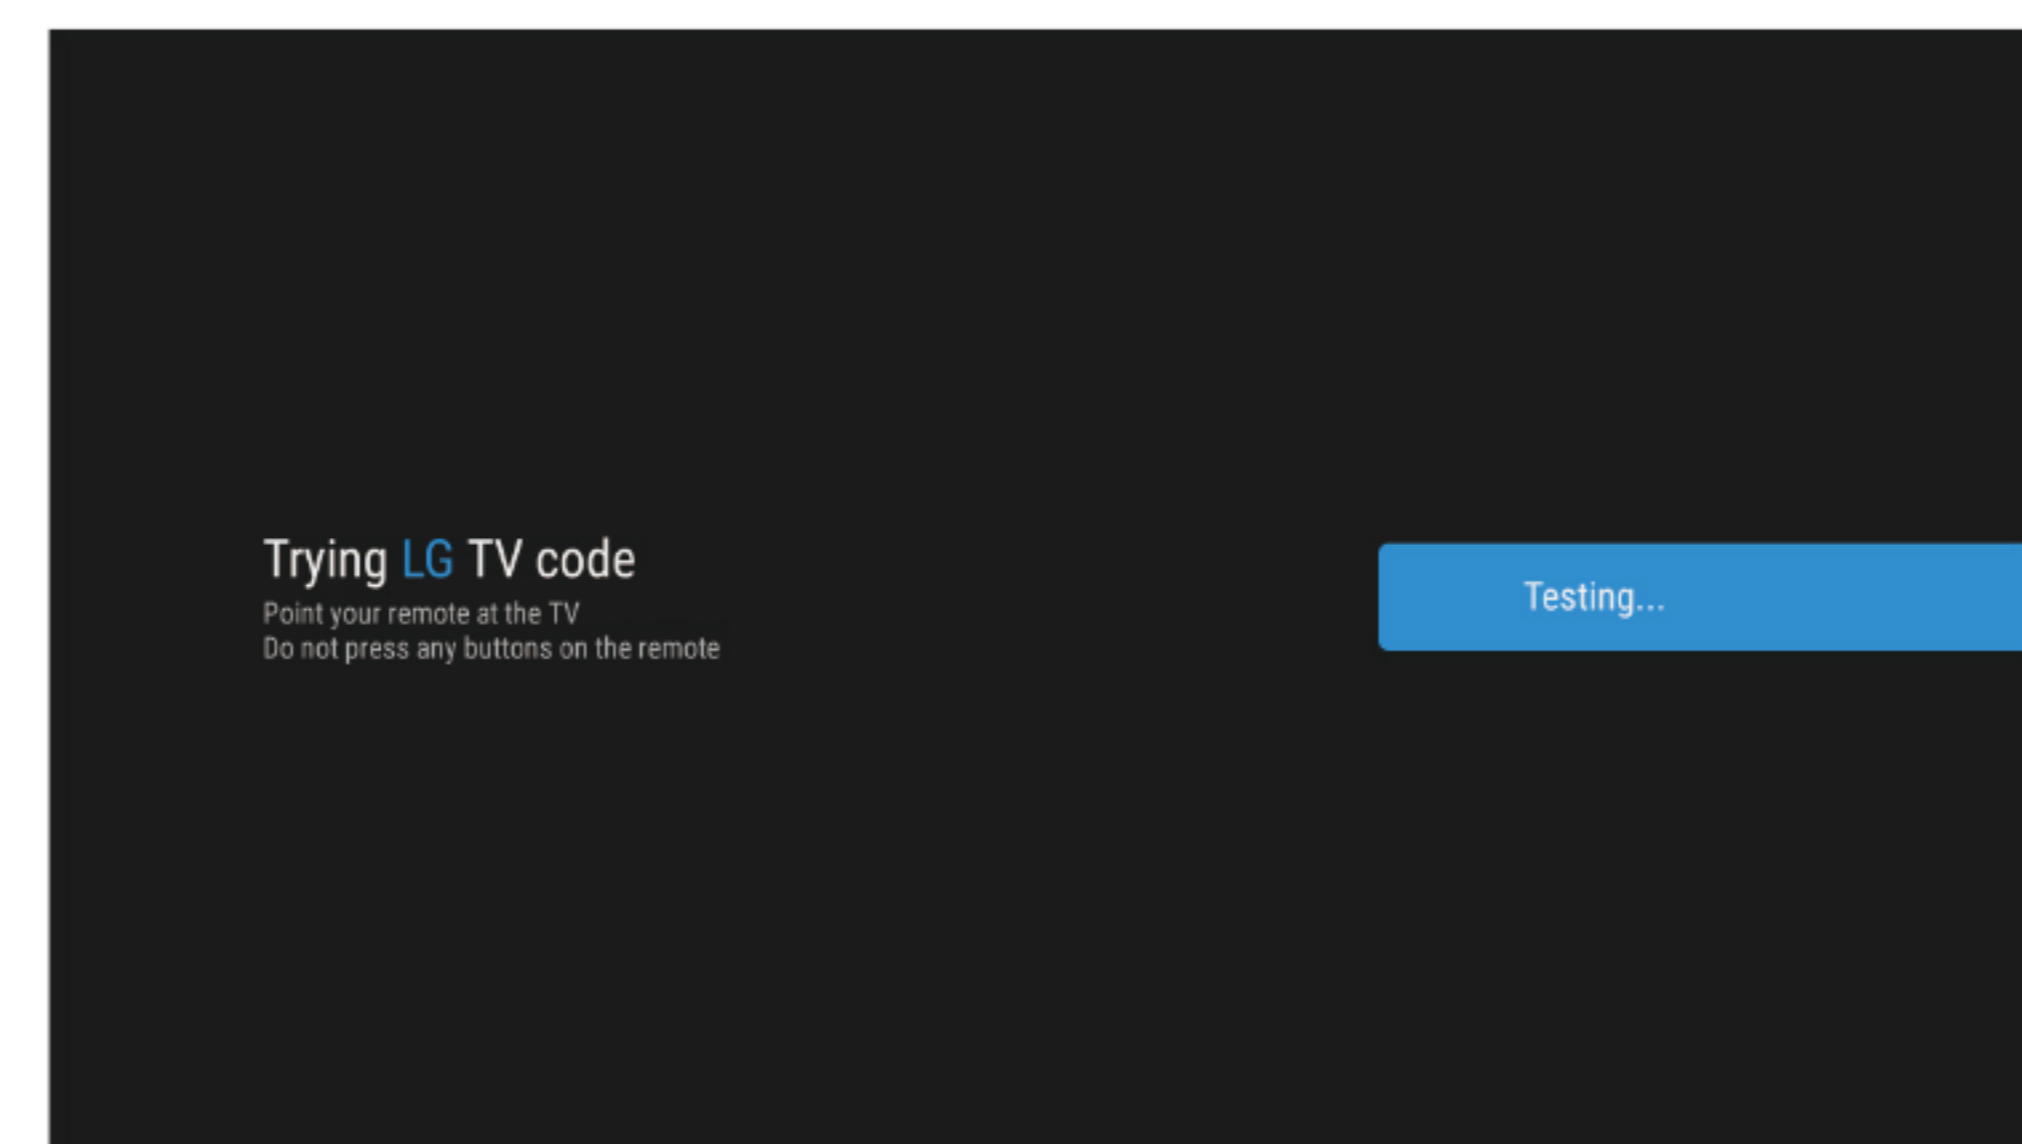 Trying LG TV code
Point your remote at the TV
Do not press any buttons on the remote
Testing...